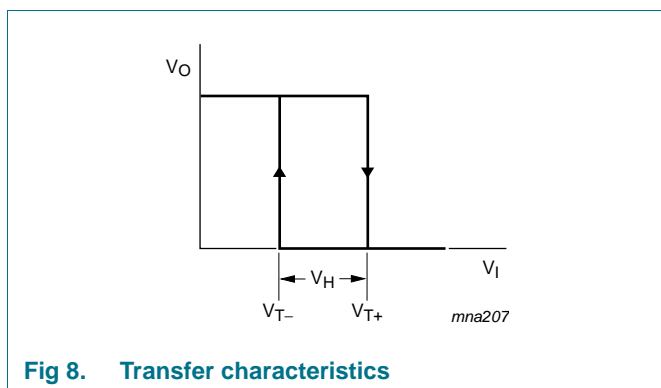 VO
VH
VI
VT−
VT+
mna207
Fig 8. Transfer characteristics